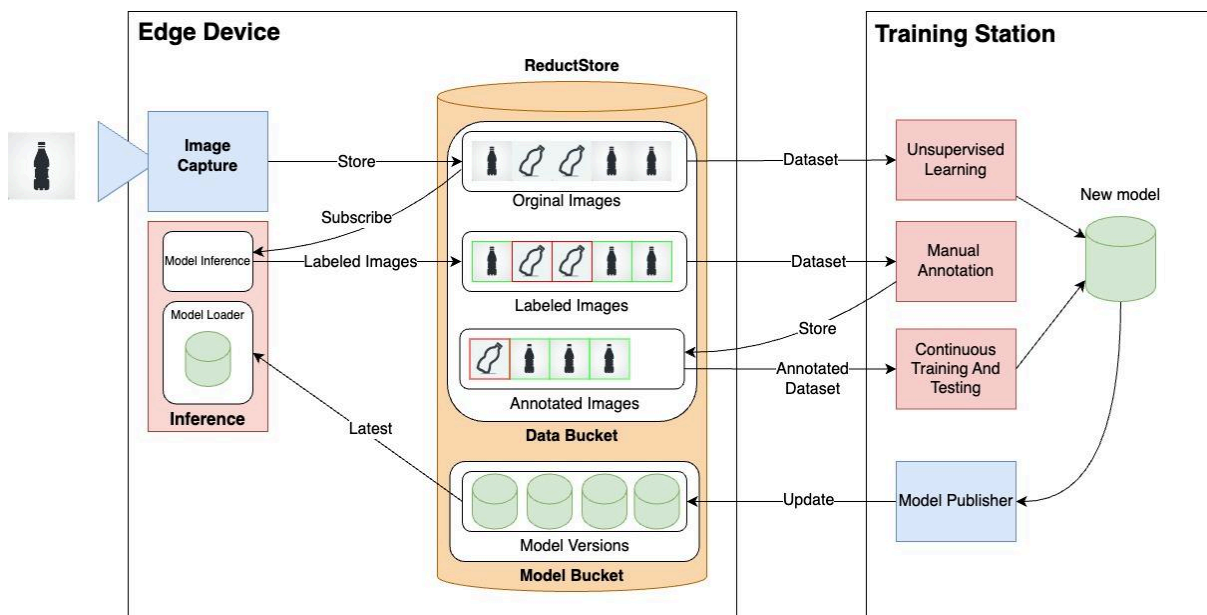 Edge Device
Training Station
ReductStore
Image
Capture
Store
Orginal Images
Dataset
Unsupervised
Learning
New model
Subscribe
Model Inference
Labeled Images
Labeled Images
Dataset
Manual
Annotation
Store
Model Loader
Inference
Annotated Images
Annotated
Dataset
Continuous
Training And
Testing
Data Bucket
Latest
Model Versions
Model Bucket
Update
Model Publisher